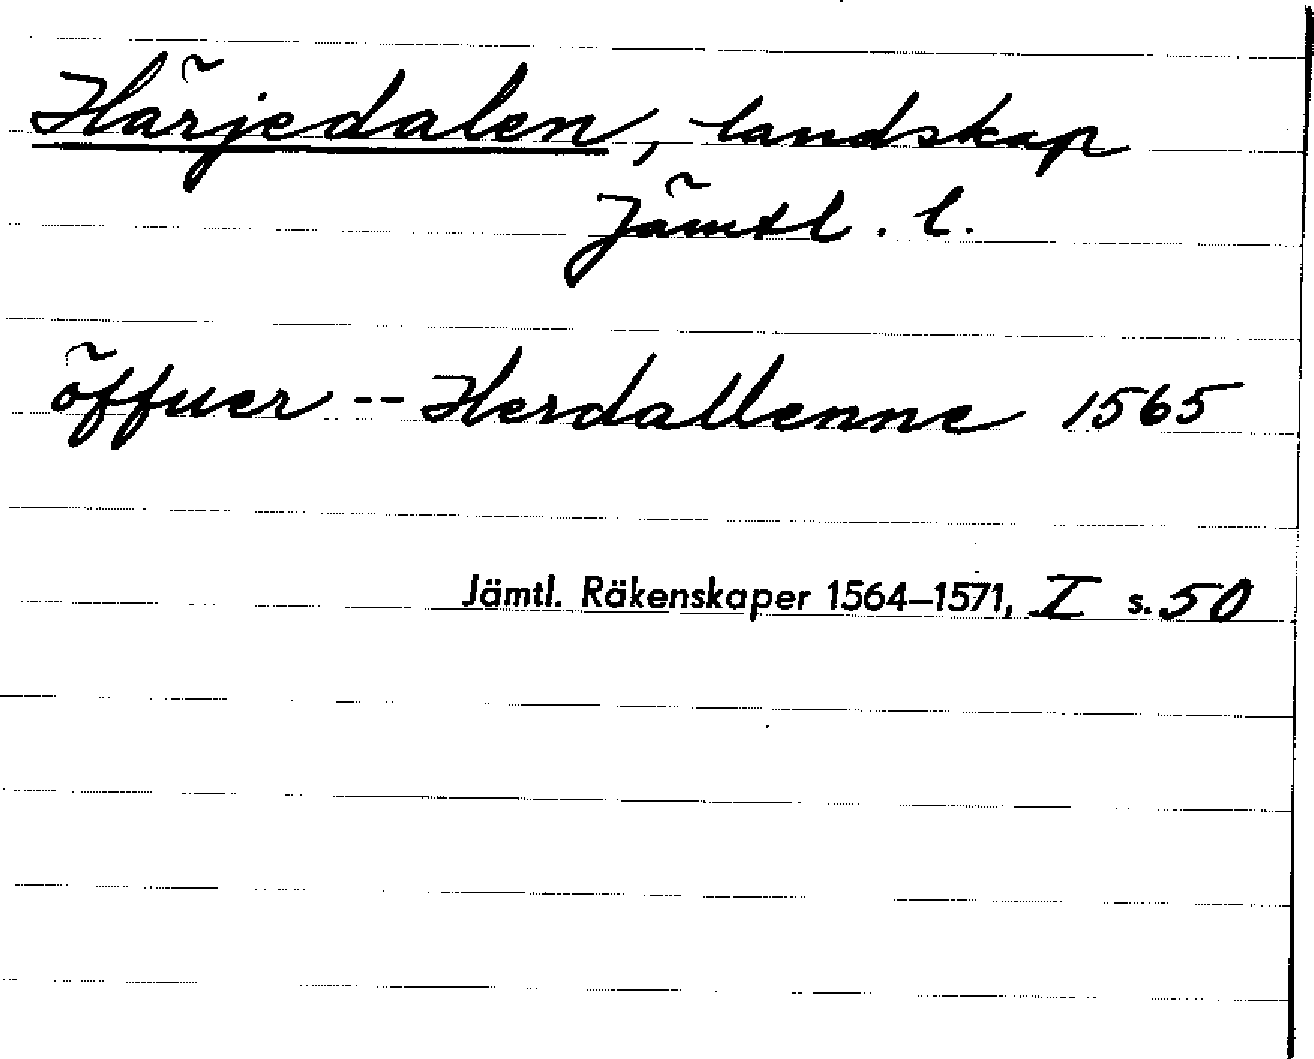 Härjedalen, landskap
Jämtl. l.
öffuer -- Herdallenne 1565
Jämtl. Räkenskaper 1564–1571, I s. 50